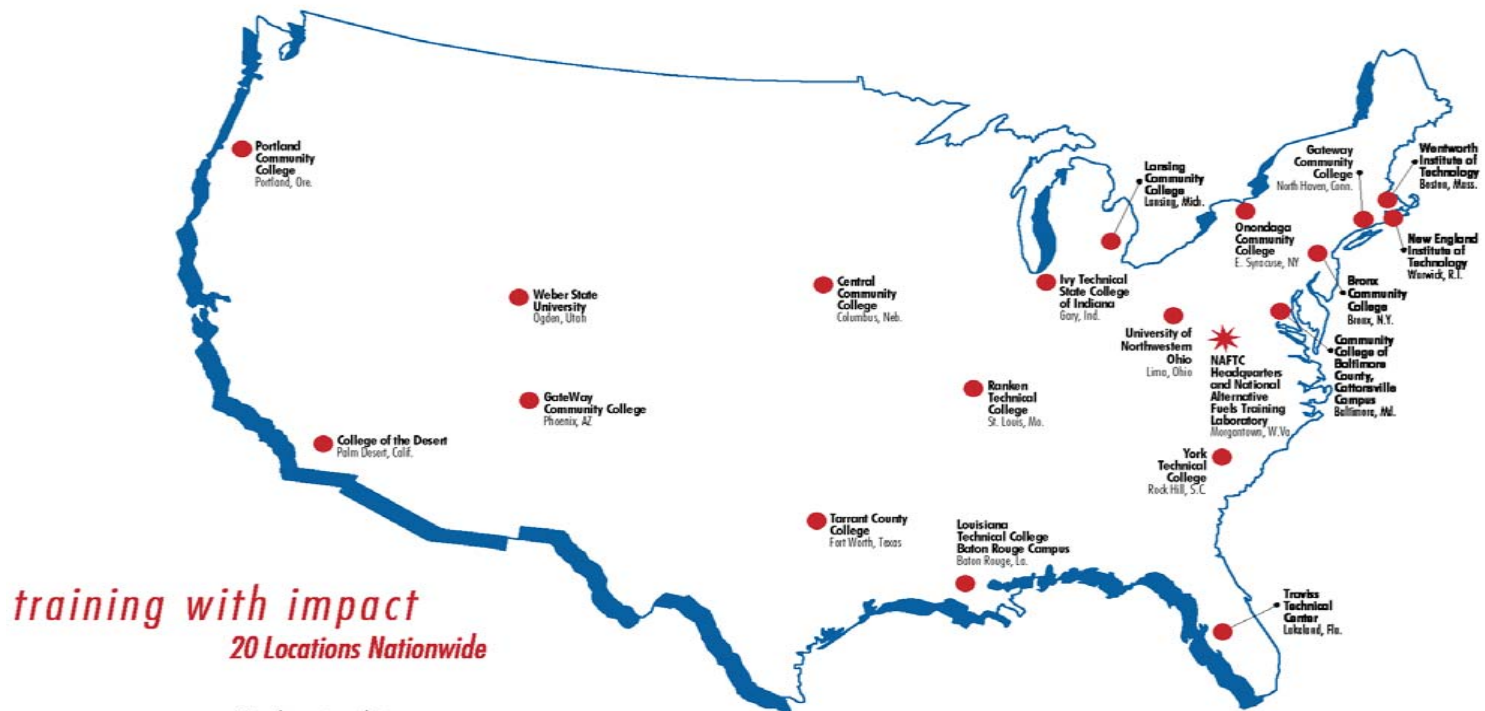 Portland
Community
College
Portland, Ore.
Weber State
University
Ogden, Utah
GateWay
Community College
Phoenix, AZ
College of the Desert
Palm Desert, Calif.
Central
Community
College
Columbus, Neb.
Ranken
Technical
College
St. Louis, Mo.
Tarrant County
College
Fort Worth, Texas
Louisiana
Technical College
Baton Rouge Campus
Baton Rouge, La.
Lansing
Community
College
Lansing, Mich.
Ivy Technical
State College
of Indiana
Gary, Ind.
University of
Northwestern
Ohio
Lima, Ohio
NAFTC
Headquarters
and National
Alternative
Fuels Training
Laboratory
Morgantown, W.Va.
York
Technical
College
Rock Hill, S.C.
Traviss
Technical
Center
Lakeland, Fla.
Onondaga
Community
College
E. Syracuse, NY
Gateway
Community
College
North Haven, Conn.
Wentworth
Institute of
Technology
Boston, Mass.
New England
Institute of
Technology
Warwick, R.I.
Bronx
Community
College
Bronx, N.Y.
Community
College of
Baltimore
County,
Cattonsville
Campus
Baltimore, Md.
training with impact
20 Locations Nationwide